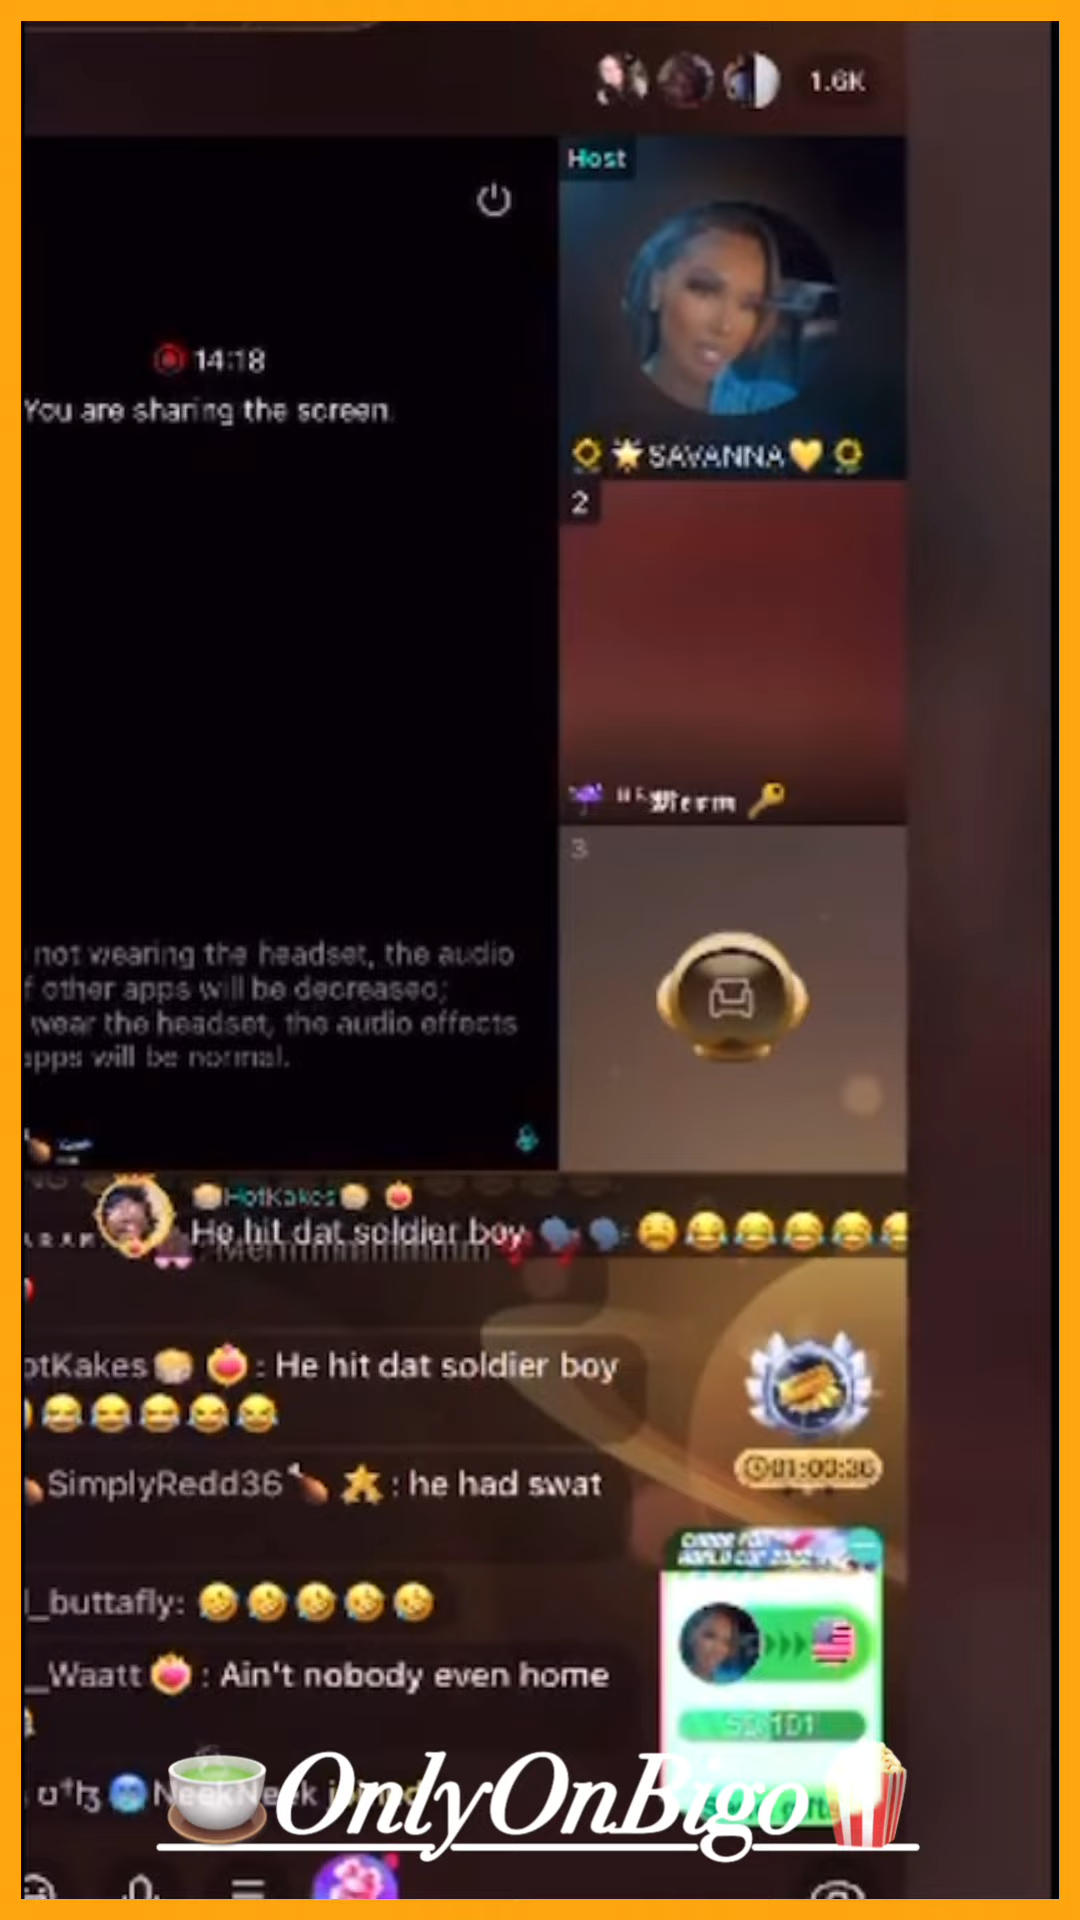 1.6K
Host
14:18
You are sharing the screen.
SAVANNA
2
3
not wearing the headset, the audio
f other apps will be decreased;
wear the headset, the audio effects
apps will be normal.
HotKakes
He hit dat soldier boy
otKakes : He hit dat soldier boy
SimplyRedd36 : he had swat
_buttafly:
_Waatt : Ain't nobody even home
01:00:36
NeekNeek
OnlyOnBigo